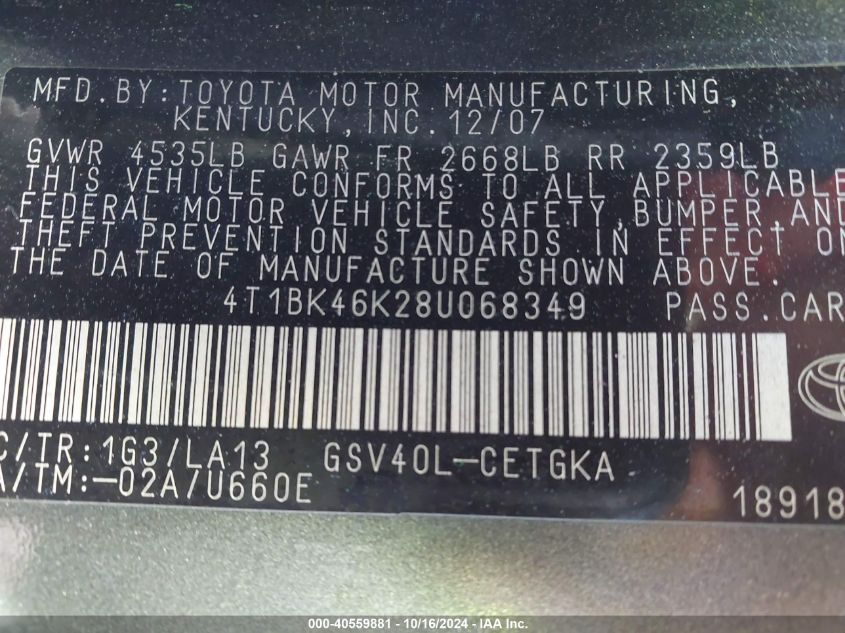 MFD.BY:TOYOTA MOTOR MANUFACTURING,
KENTUCKY,INC.12/07
GVWR 4535LB GAWR FR 2668LB RR 2359LB
THIS VEHICLE CONFORMS TO ALL APPLICABLE
FEDERAL MOTOR VEHICLE SAFETY,BUMPER,AND
THEFT PREVENTION STANDARDS IN EFFECT ON
THE DATE OF MANUFACTURE SHOWN ABOVE.
4T1BK46K28U068349 PASS.CAR
C/TR:1G3/LA13 GSV40L-CETGKA
A/TM:-02A/U660E 18918
000-40559881 - 10/16/2024 - IAA Inc.